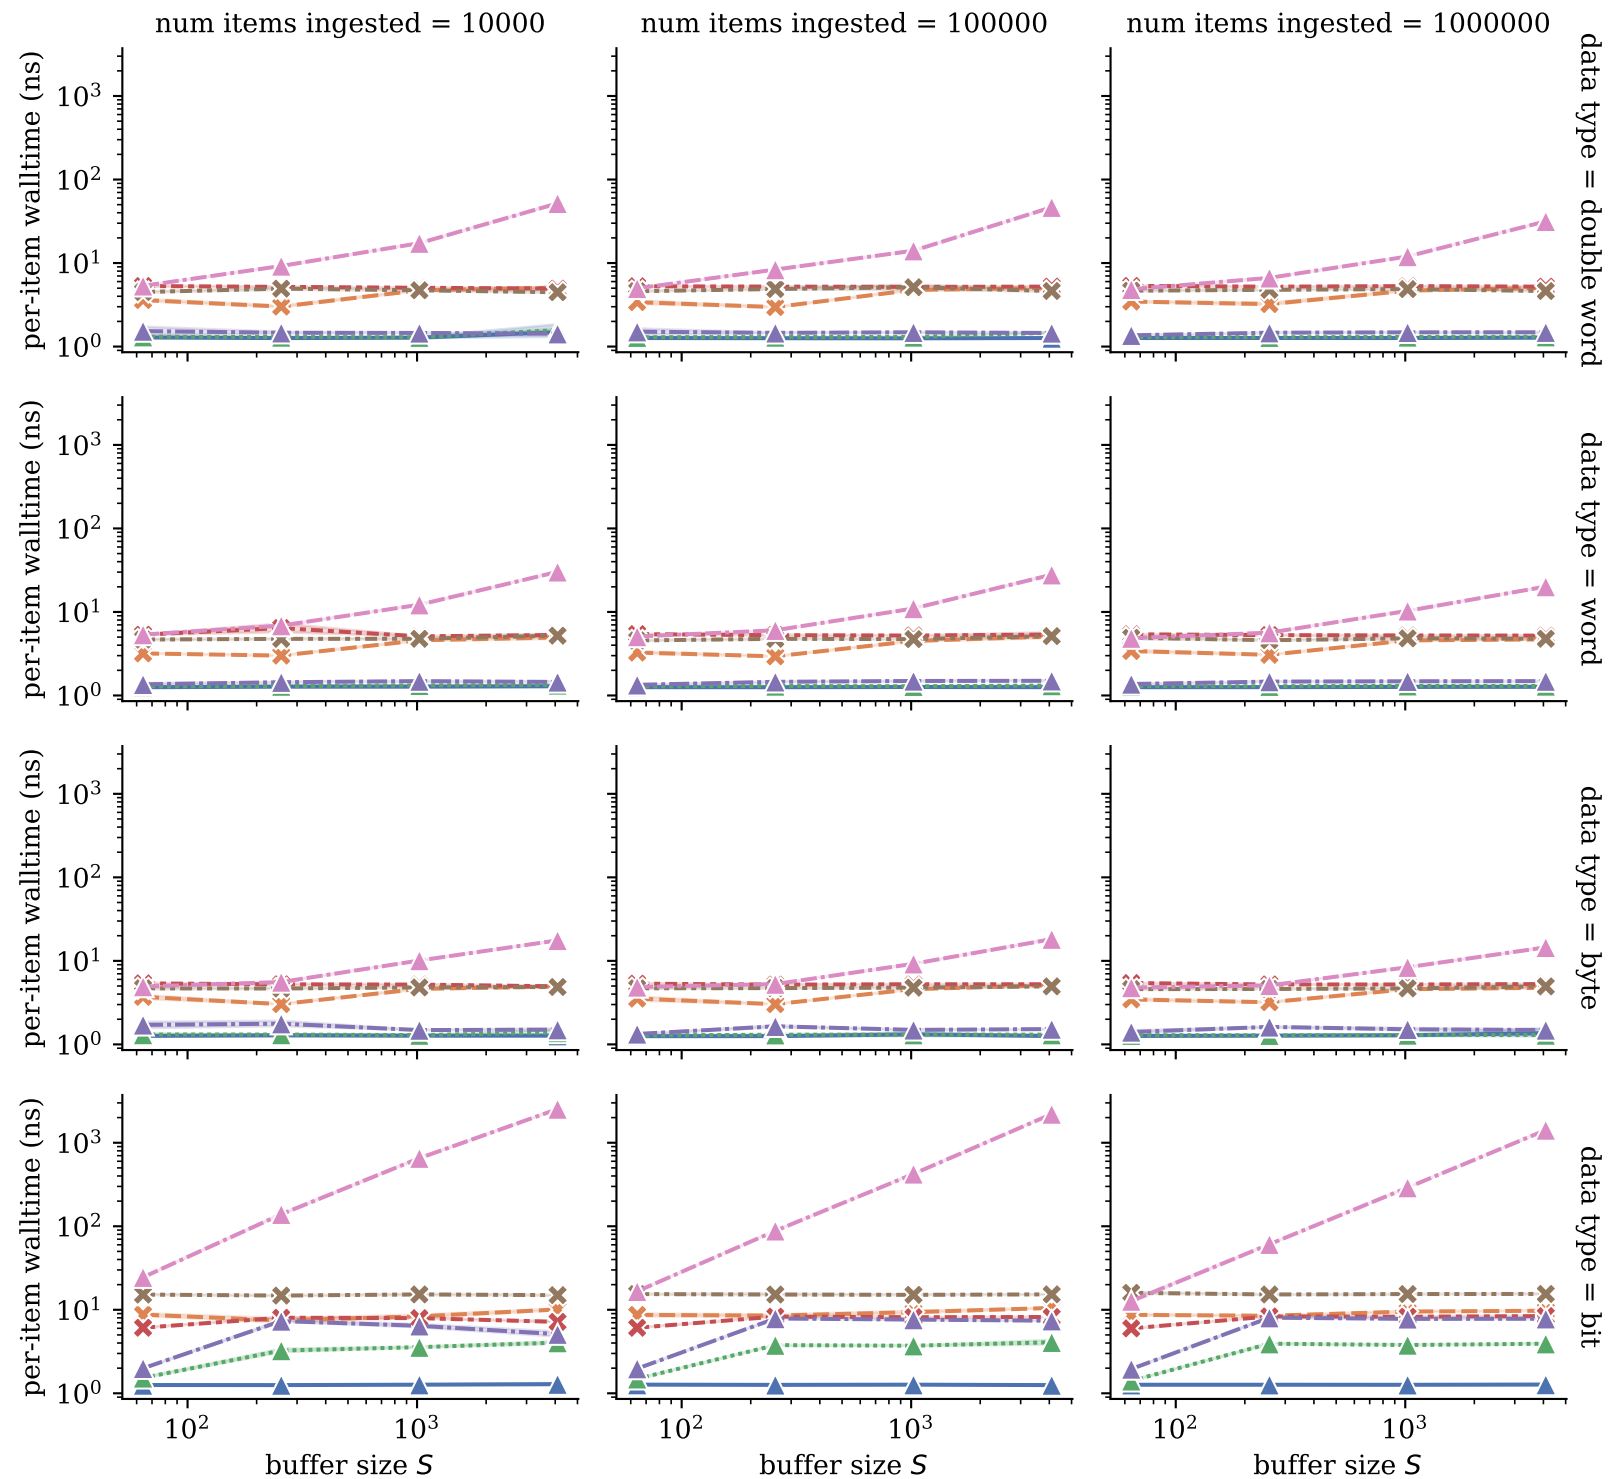 num items ingested = 10000
num items ingested = 100000
num items ingested = 1000000
per-item walltime (ns)
10³
10²
10¹
10⁰
data type = double word
per-item walltime (ns)
10³
10²
10¹
10⁰
data type = word
per-item walltime (ns)
10³
10²
10¹
10⁰
data type = byte
per-item walltime (ns)
10³
10²
10¹
10⁰
data type = bit
10² 10³ 10² 10³ 10² 10³
buffer size S
buffer size S
buffer size S